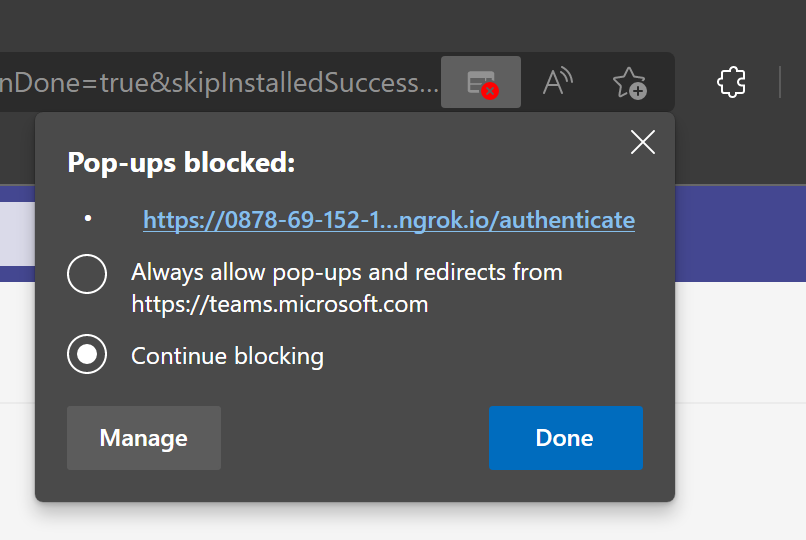 nDone=true&skipInstalledSuccess...
Pop-ups blocked:
https://0878-69-152-1...ngrok.io/authenticate
Always allow pop-ups and redirects from
https://teams.microsoft.com
Continue blocking
Manage
Done